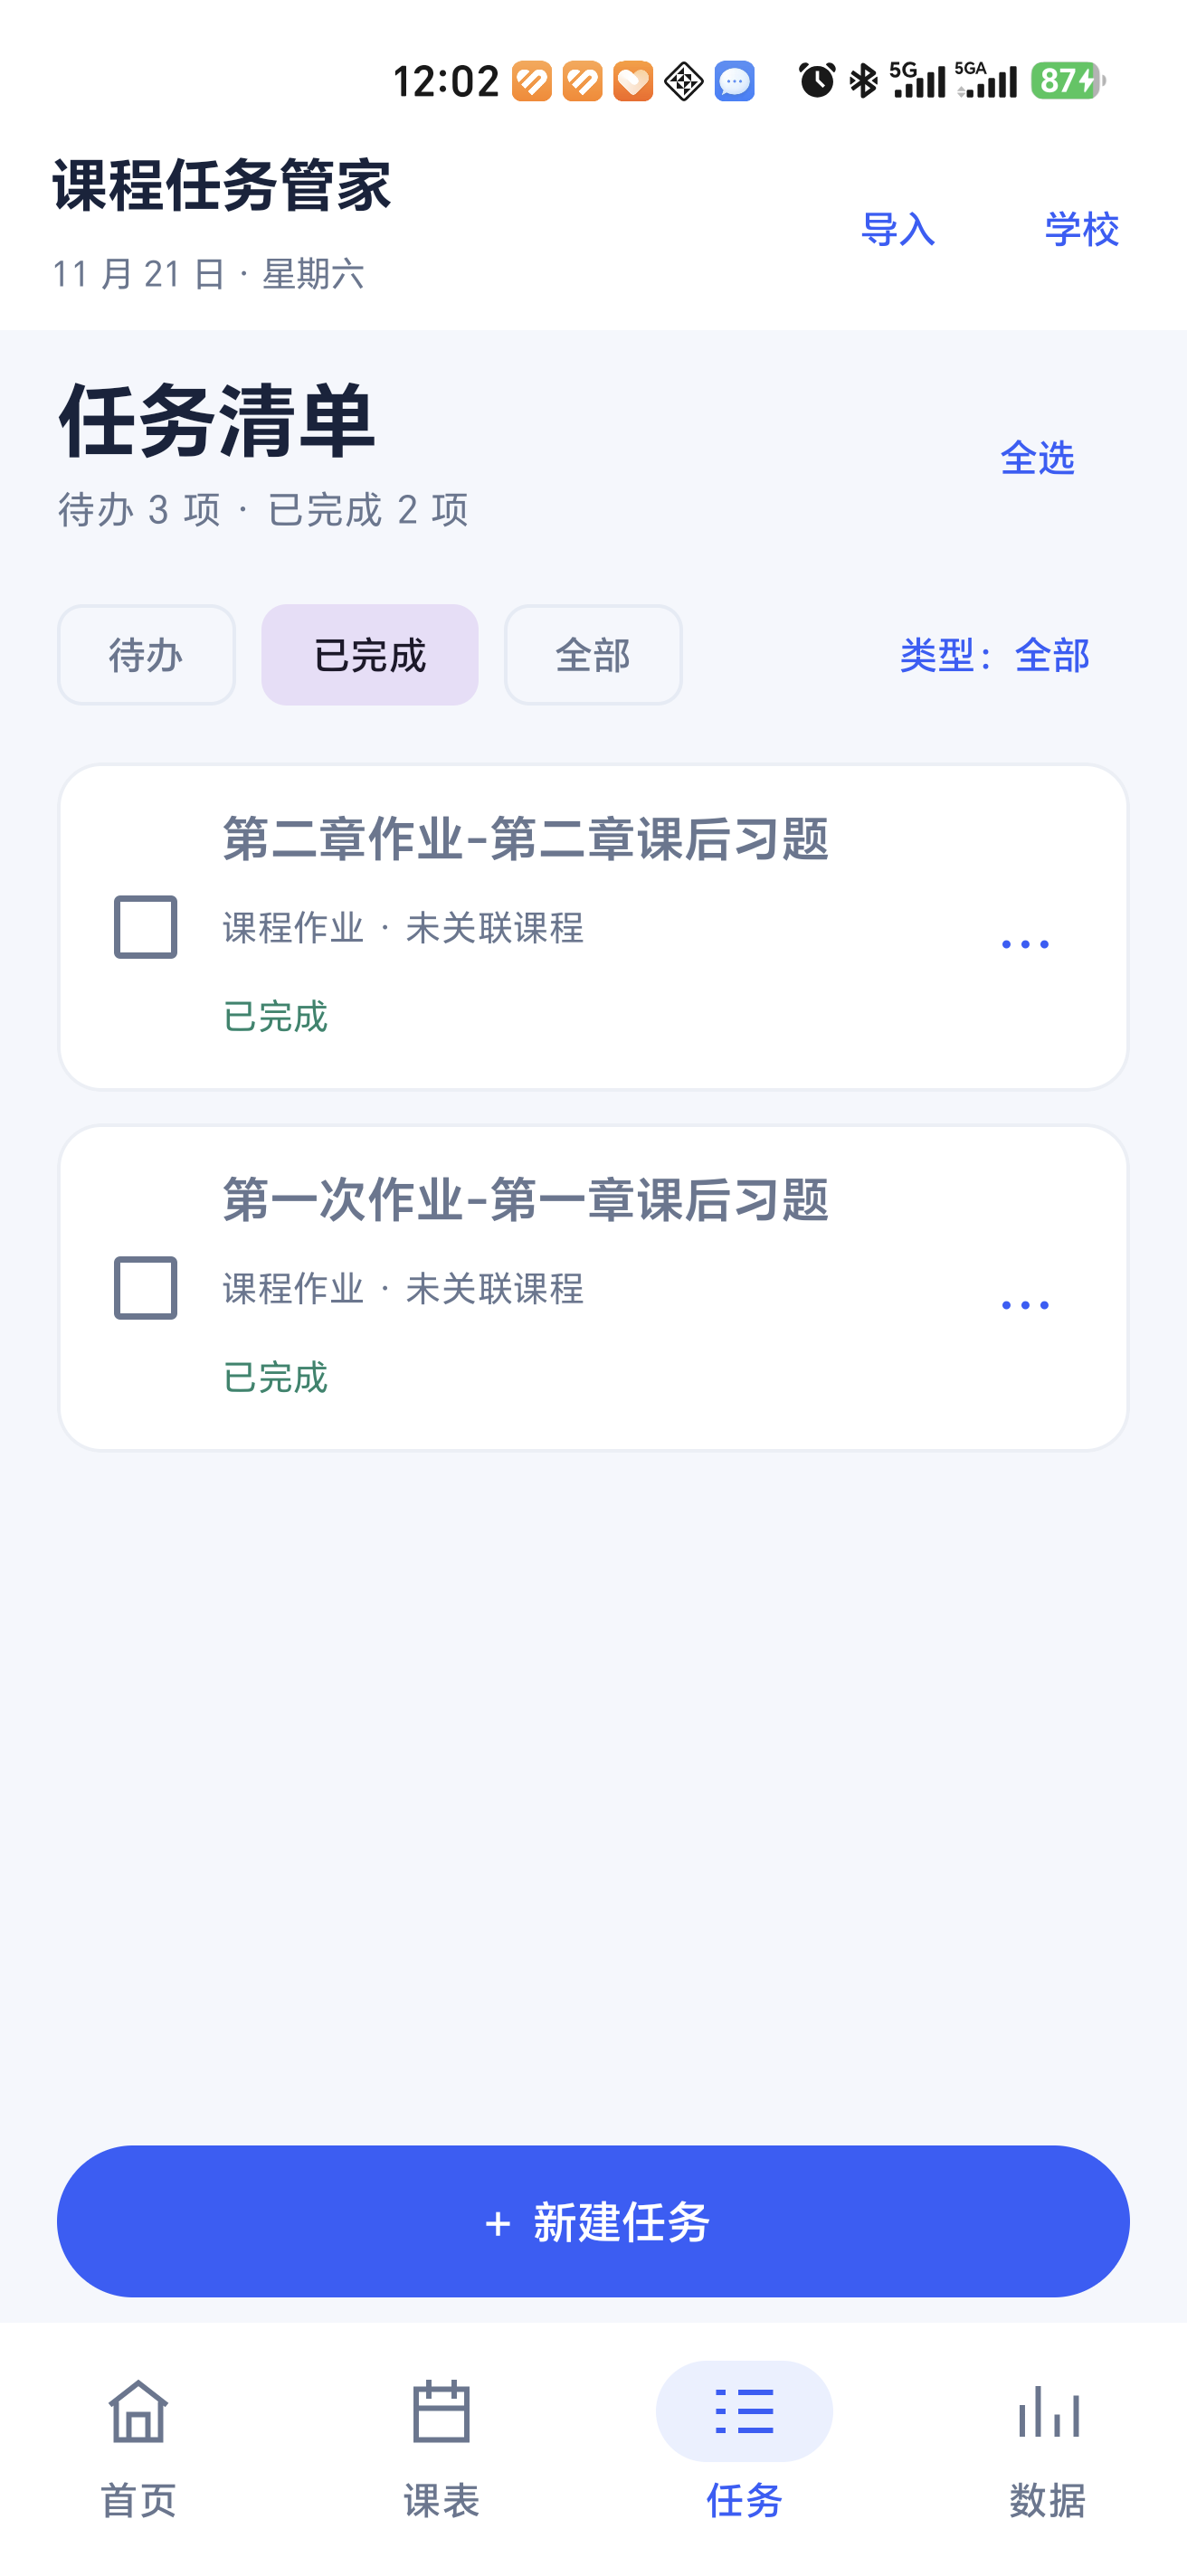 12:02 5G 5GA 87
课程任务管家
11 月 21 日 · 星期六
导入 学校
任务清单
全选
待办 3 项 · 已完成 2 项
待办 已完成 全部 类型：全部
第二章作业-第二章课后习题
课程作业 · 未关联课程
...
已完成
第一次作业-第一章课后习题
课程作业 · 未关联课程
...
已完成
+ 新建任务
首页 课表 任务 数据